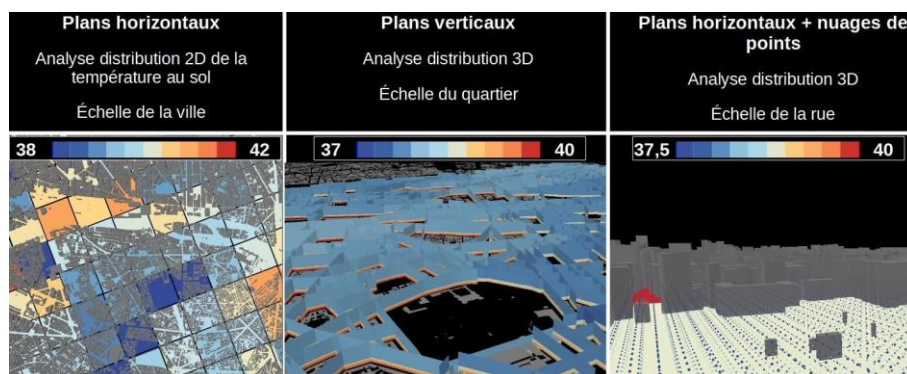 Plans horizontaux
Analyse distribution 2D de la
température au sol
Échelle de la ville
38
42
Plans verticaux
Analyse distribution 3D
Échelle du quartier
37
40
Plans horizontaux + nuages de
points
Analyse distribution 3D
Échelle de la rue
37,5
40